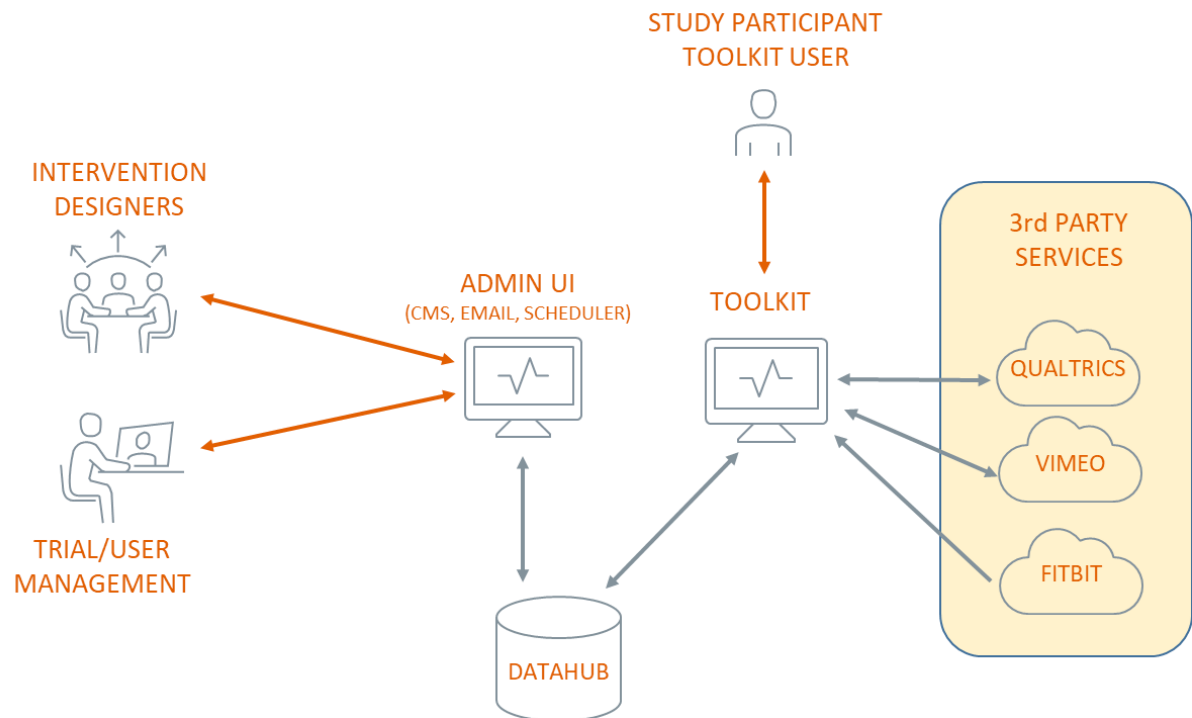 STUDY PARTICIPANT
TOOLKIT USER
INTERVENTION
DESIGNERS
3rd PARTY
SERVICES
ADMIN UI
(CMS, EMAIL, SCHEDULER)
TOOLKIT
QUALTRICS
VIMEO
TRIAL/USER
MANAGEMENT
FITBIT
DATAHUB